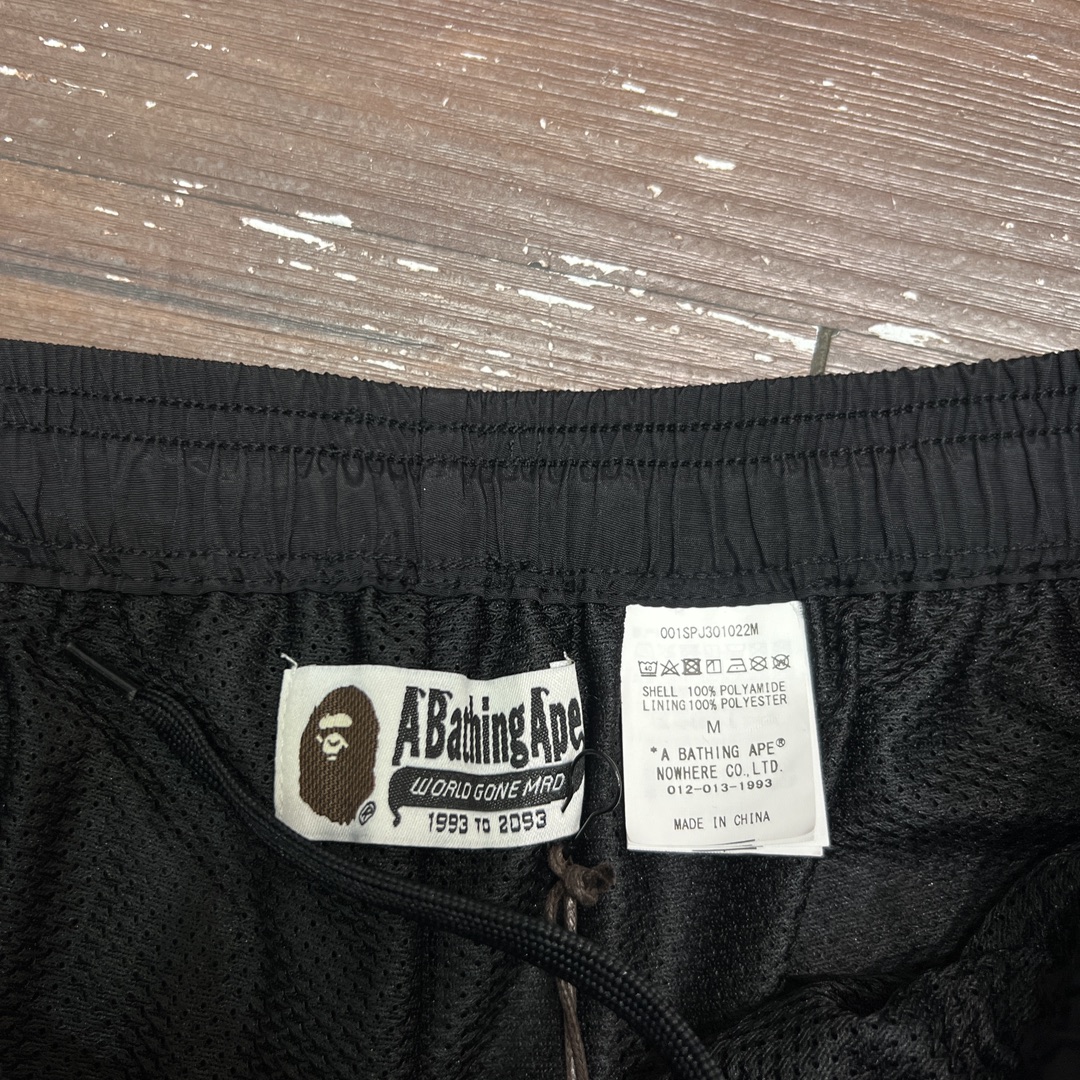 A Bathing Ape
WORLD GONE MAD
1993 TO 2093
®
001SPJ301022M
40
SHELL 100% POLYAMIDE
LINING 100% POLYESTER
M
*A BATHING APE®
NOWHERE CO., LTD.
012-013-1993
MADE IN CHINA